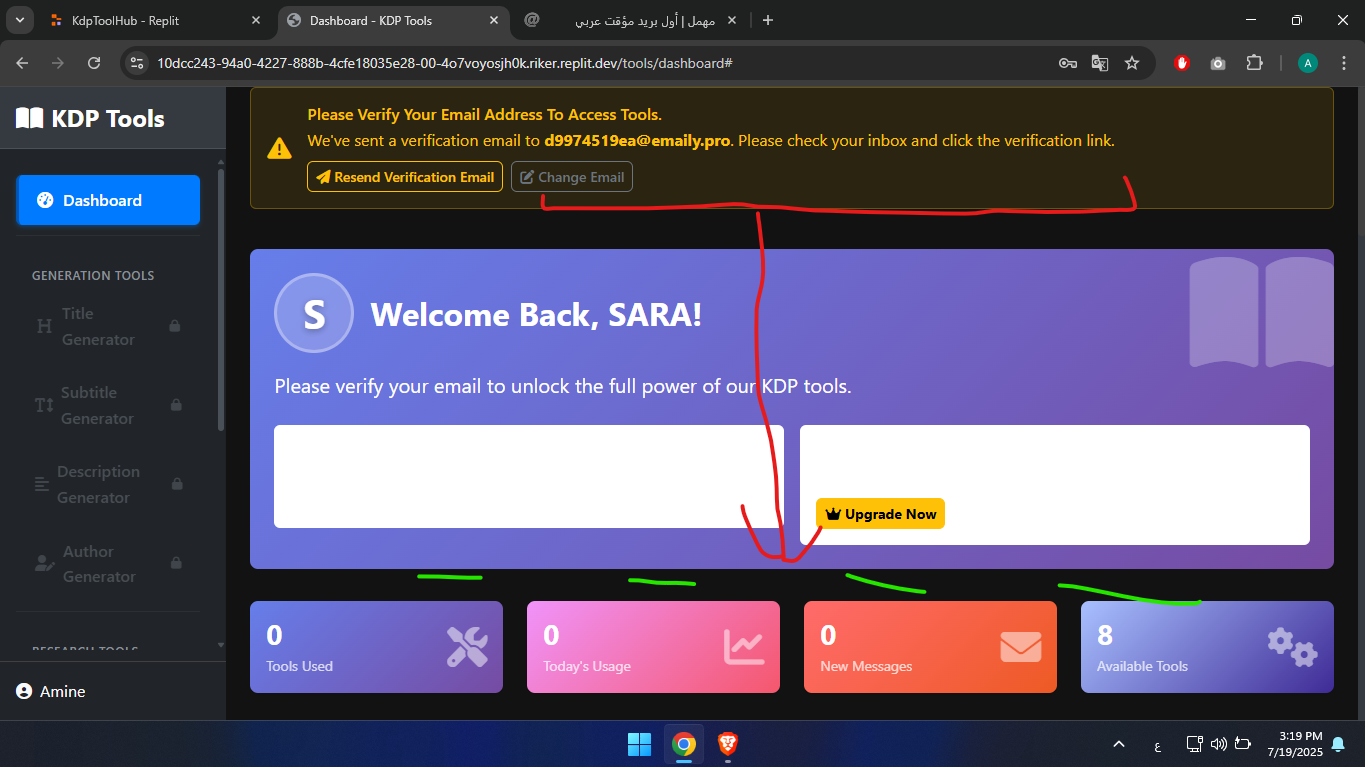 KdpToolHub - Replit
Dashboard - KDP Tools
مهمل | أول بريد مؤقت عربي
10dcc243-94a0-4227-888b-4cfe18035e28-00-4o7voyosjh0k.riker.replit.dev/tools/dashboard#
A
KDP Tools
Dashboard
GENERATION TOOLS
Title
Generator
Subtitle
Generator
Description
Generator
Author
Generator
RESEARCH TOOLS
Amine
Please Verify Your Email Address To Access Tools.
We've sent a verification email to d9974519ea@emaily.pro. Please check your inbox and click the verification link.
Resend Verification Email
Change Email
S
Welcome Back, SARA!
Please verify your email to unlock the full power of our KDP tools.
Upgrade Now
0
Tools Used
0
Today's Usage
0
New Messages
8
Available Tools
ع
3:19 PM
7/19/2025